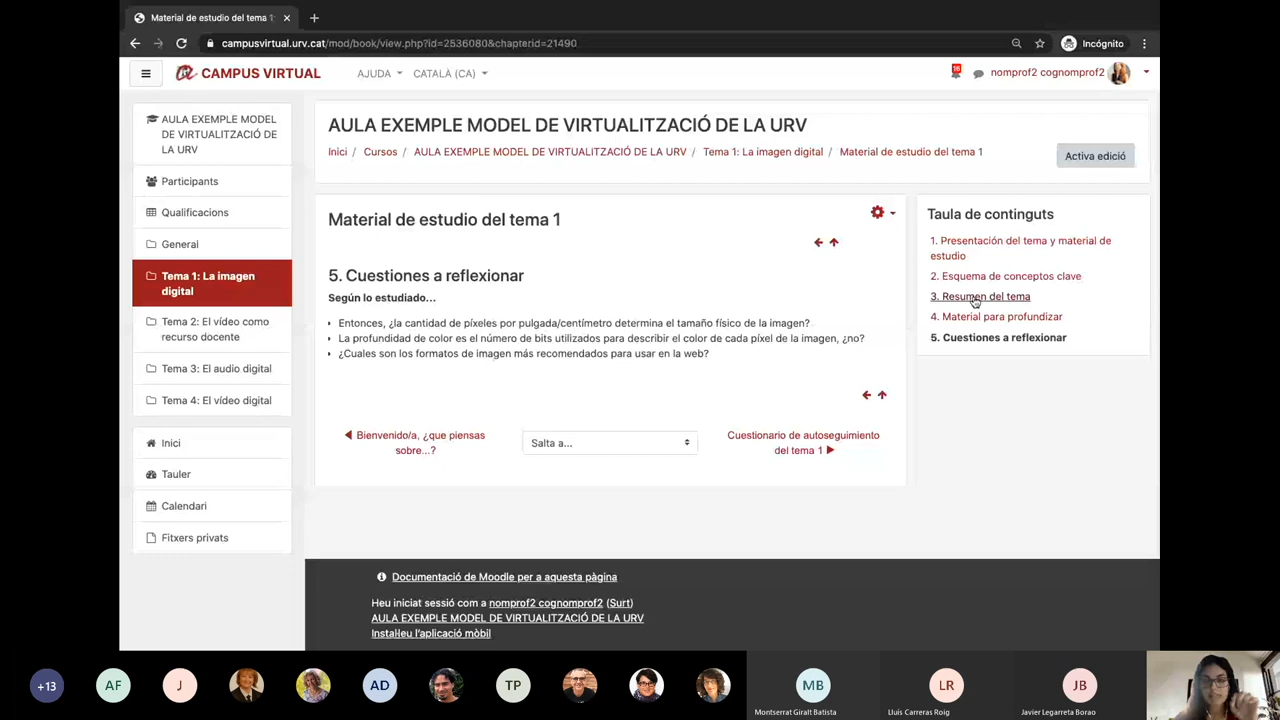 Material de estudio del tema 1
campusvirtual.urv.cat/mod/book/view.php?id=2536080&chapterid=21490
Incógnito
CAMPUS VIRTUAL
AJUDA
CATALÀ (CA)
16
nomprof2 cognomprof2
AULA EXEMPLE MODEL
DE VIRTUALITZACIÓ DE
LA URV
Participants
Qualificacions
General
Tema 1: La imagen
digital
Tema 2: El vídeo como
recurso docente
Tema 3: El audio digital
Tema 4: El vídeo digital
Inici
Tauler
Calendari
Fitxers privats
AULA EXEMPLE MODEL DE VIRTUALITZACIÓ DE LA URV
Inici / Cursos / AULA EXEMPLE MODEL DE VIRTUALITZACIÓ DE LA URV / Tema 1: La imagen digital / Material de estudio del tema 1
Activa edició
Material de estudio del tema 1
5. Cuestiones a reflexionar
Según lo estudiado...
Entonces, ¿la cantidad de píxeles por pulgada/centímetro determina el tamaño físico de la imagen?
La profundidad de color es el número de bits utilizados para describir el color de cada píxel de la imagen, ¿no?
¿Cuales son los formatos de imagen más recomendados para usar en la web?
Bienvenido/a, ¿que piensas
sobre...?
Salta a...
Cuestionario de autoseguimiento
del tema 1
Taula de continguts
1. Presentación del tema y material de
estudio
2. Esquema de conceptos clave
3. Resumen del tema
4. Material para profundizar
5. Cuestiones a reflexionar
Documentació de Moodle per a aquesta pàgina
Heu iniciat sessió com a nomprof2 cognomprof2 (Surt)
AULA EXEMPLE MODEL DE VIRTUALITZACIÓ DE LA URV
Instal·leu l'aplicació mòbil
+13
AF
J
AD
TP
MB
LR
JB
Montserrat Giralt Batista
Lluís Carreras Roig
Javier Legarreta Borao